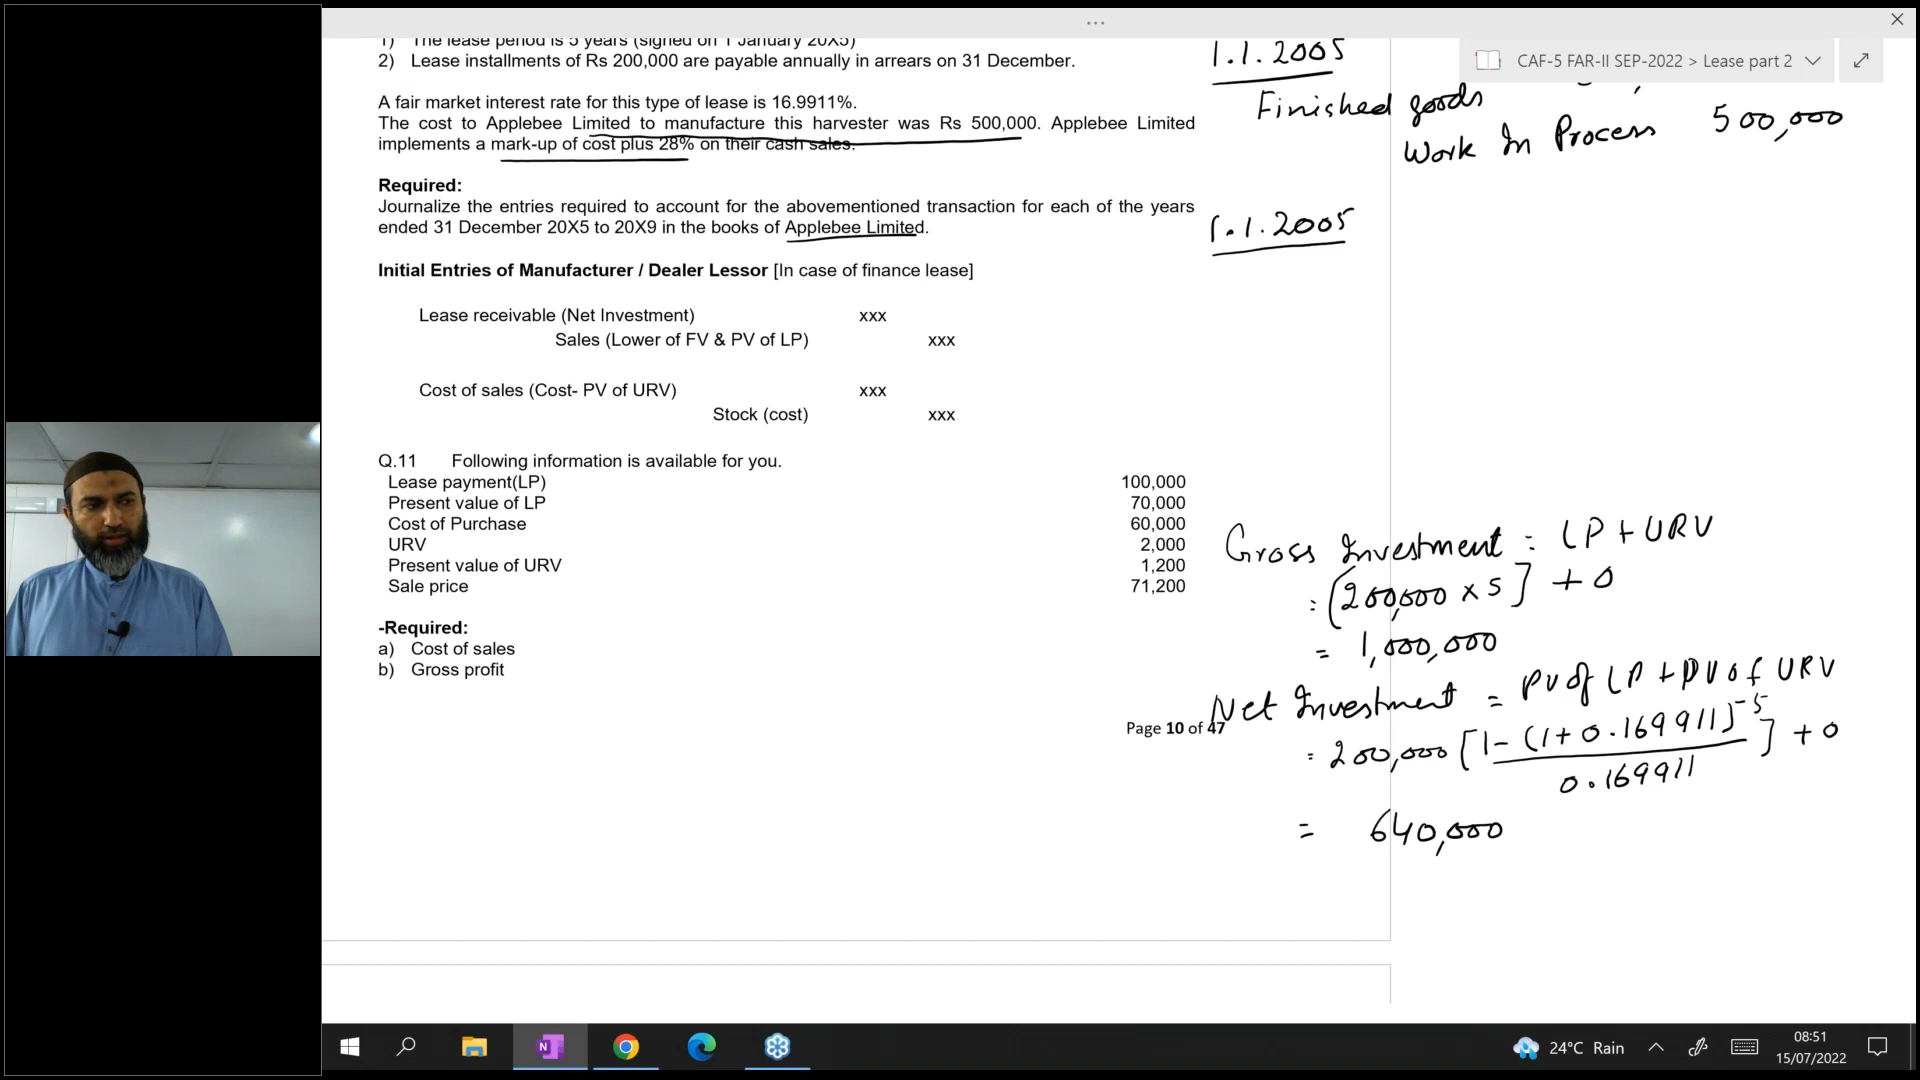 1) The lease period is 5 years (signed on 1 January 20X5)
2) Lease installments of Rs 200,000 are payable annually in arrears on 31 December.
A fair market interest rate for this type of lease is 16.9911%.
The cost to Applebee Limited to manufacture this harvester was Rs 500,000. Applebee Limited
implements a mark-up of cost plus 28% on their cash sales.
Required:
Journalize the entries required to account for the abovementioned transaction for each of the years
ended 31 December 20X5 to 20X9 in the books of Applebee Limited.
Initial Entries of Manufacturer / Dealer Lessor [In case of finance lease]
Lease receivable (Net Investment) xxx
Sales (Lower of FV & PV of LP) xxx
Cost of sales (Cost- PV of URV) xxx
Stock (cost) xxx
Q.11 Following information is available for you.
Lease payment(LP) 100,000
Present value of LP 70,000
Cost of Purchase 60,000
URV 2,000
Present value of URV 1,200
Sale price 71,200
-Required:
a) Cost of sales
b) Gross profit
Page 10 of 47
1.1.2005
Finished goods
Work In Process 500,000
1.1.2005
Gross Investment = LP + URV
= [200,000 x 5] + 0
= 1,000,000
Net Investment = PV of LP + PV of URV
= 200,000 [1-(1+0.169911)-5 / 0.169911] + 0
= 640,000
CAF-5 FAR-II SEP-2022 > Lease part 2
24°C Rain
08:51
15/07/2022